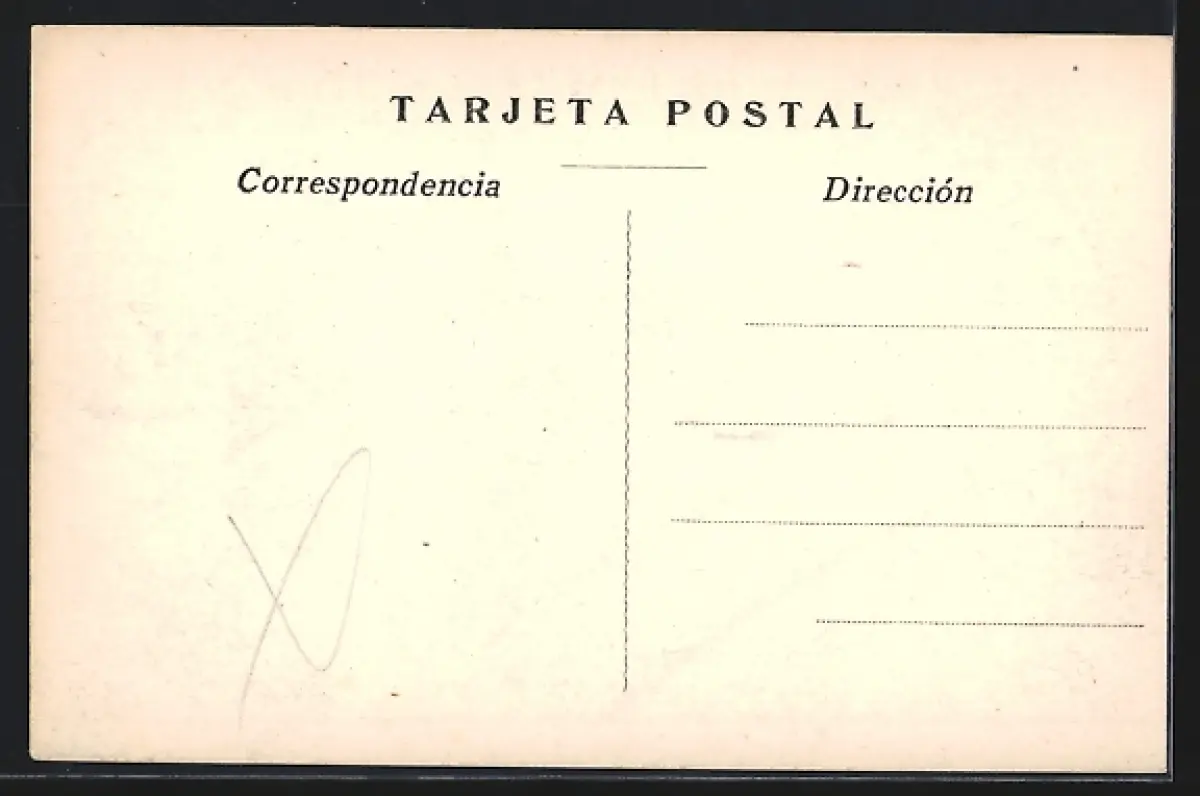 TARJETA POSTAL
Correspondencia
Dirección